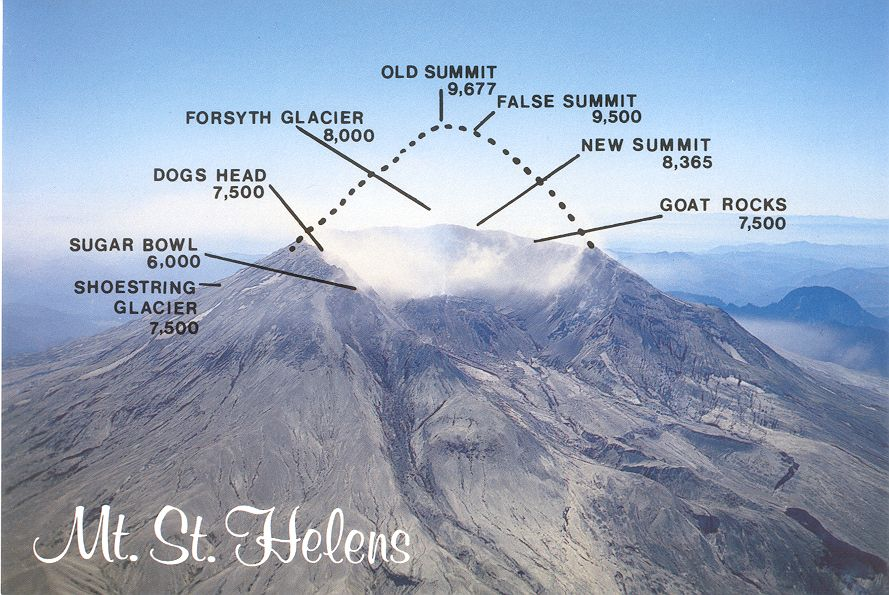 OLD SUMMIT
9,677
FALSE SUMMIT
9,500
FORSYTH GLACIER
8,000
NEW SUMMIT
8,365
DOGS HEAD
7,500
GOAT ROCKS
7,500
SUGAR BOWL
6,000
SHOESTRING
GLACIER
7,500
Mt. St. Helens